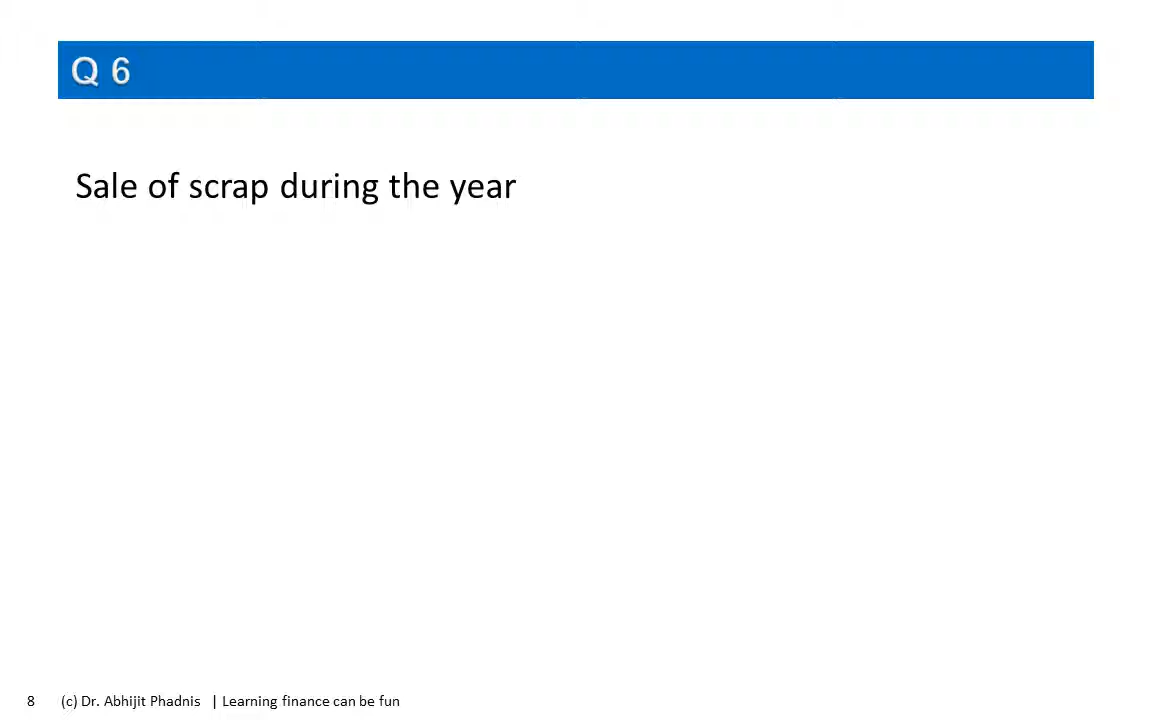 Q 6
Sale of scrap during the year
8 (c) Dr. Abhijit Phadnis | Learning finance can be fun